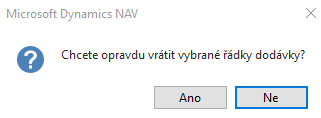 Microsoft Dynamics NAV
Chcete opravdu vrátit vybrané řádky dodávky?
Ano
Ne